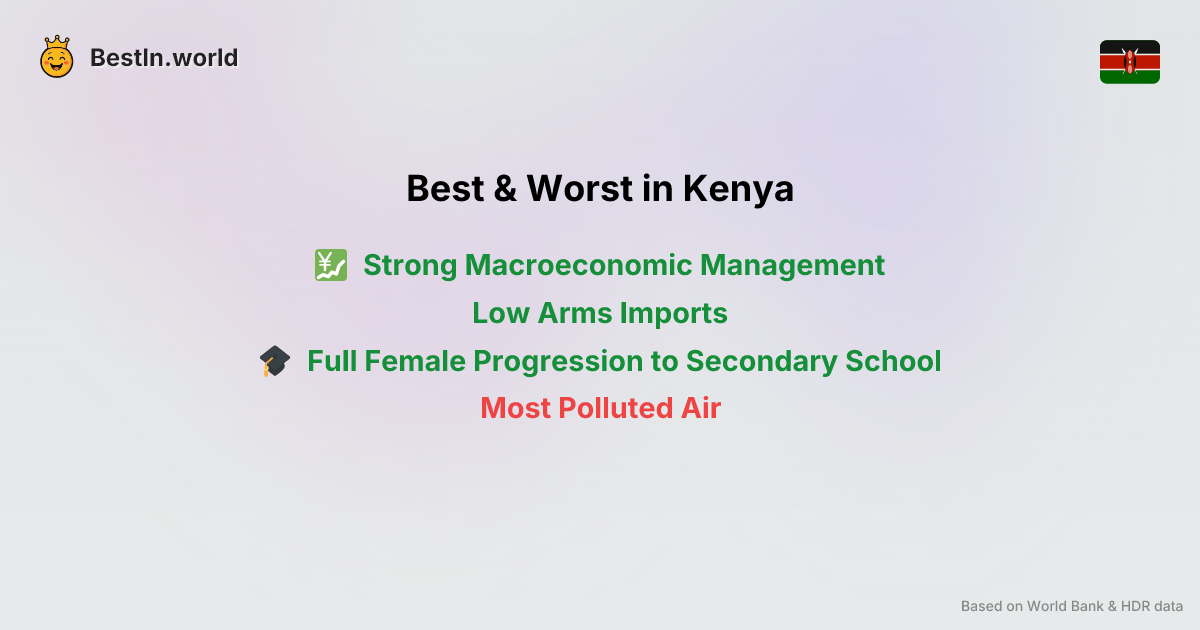 BestIn.world
Best & Worst in Kenya
💹 Strong Macroeconomic Management
Low Arms Imports
🎓 Full Female Progression to Secondary School
Most Polluted Air
Based on World Bank & HDR data